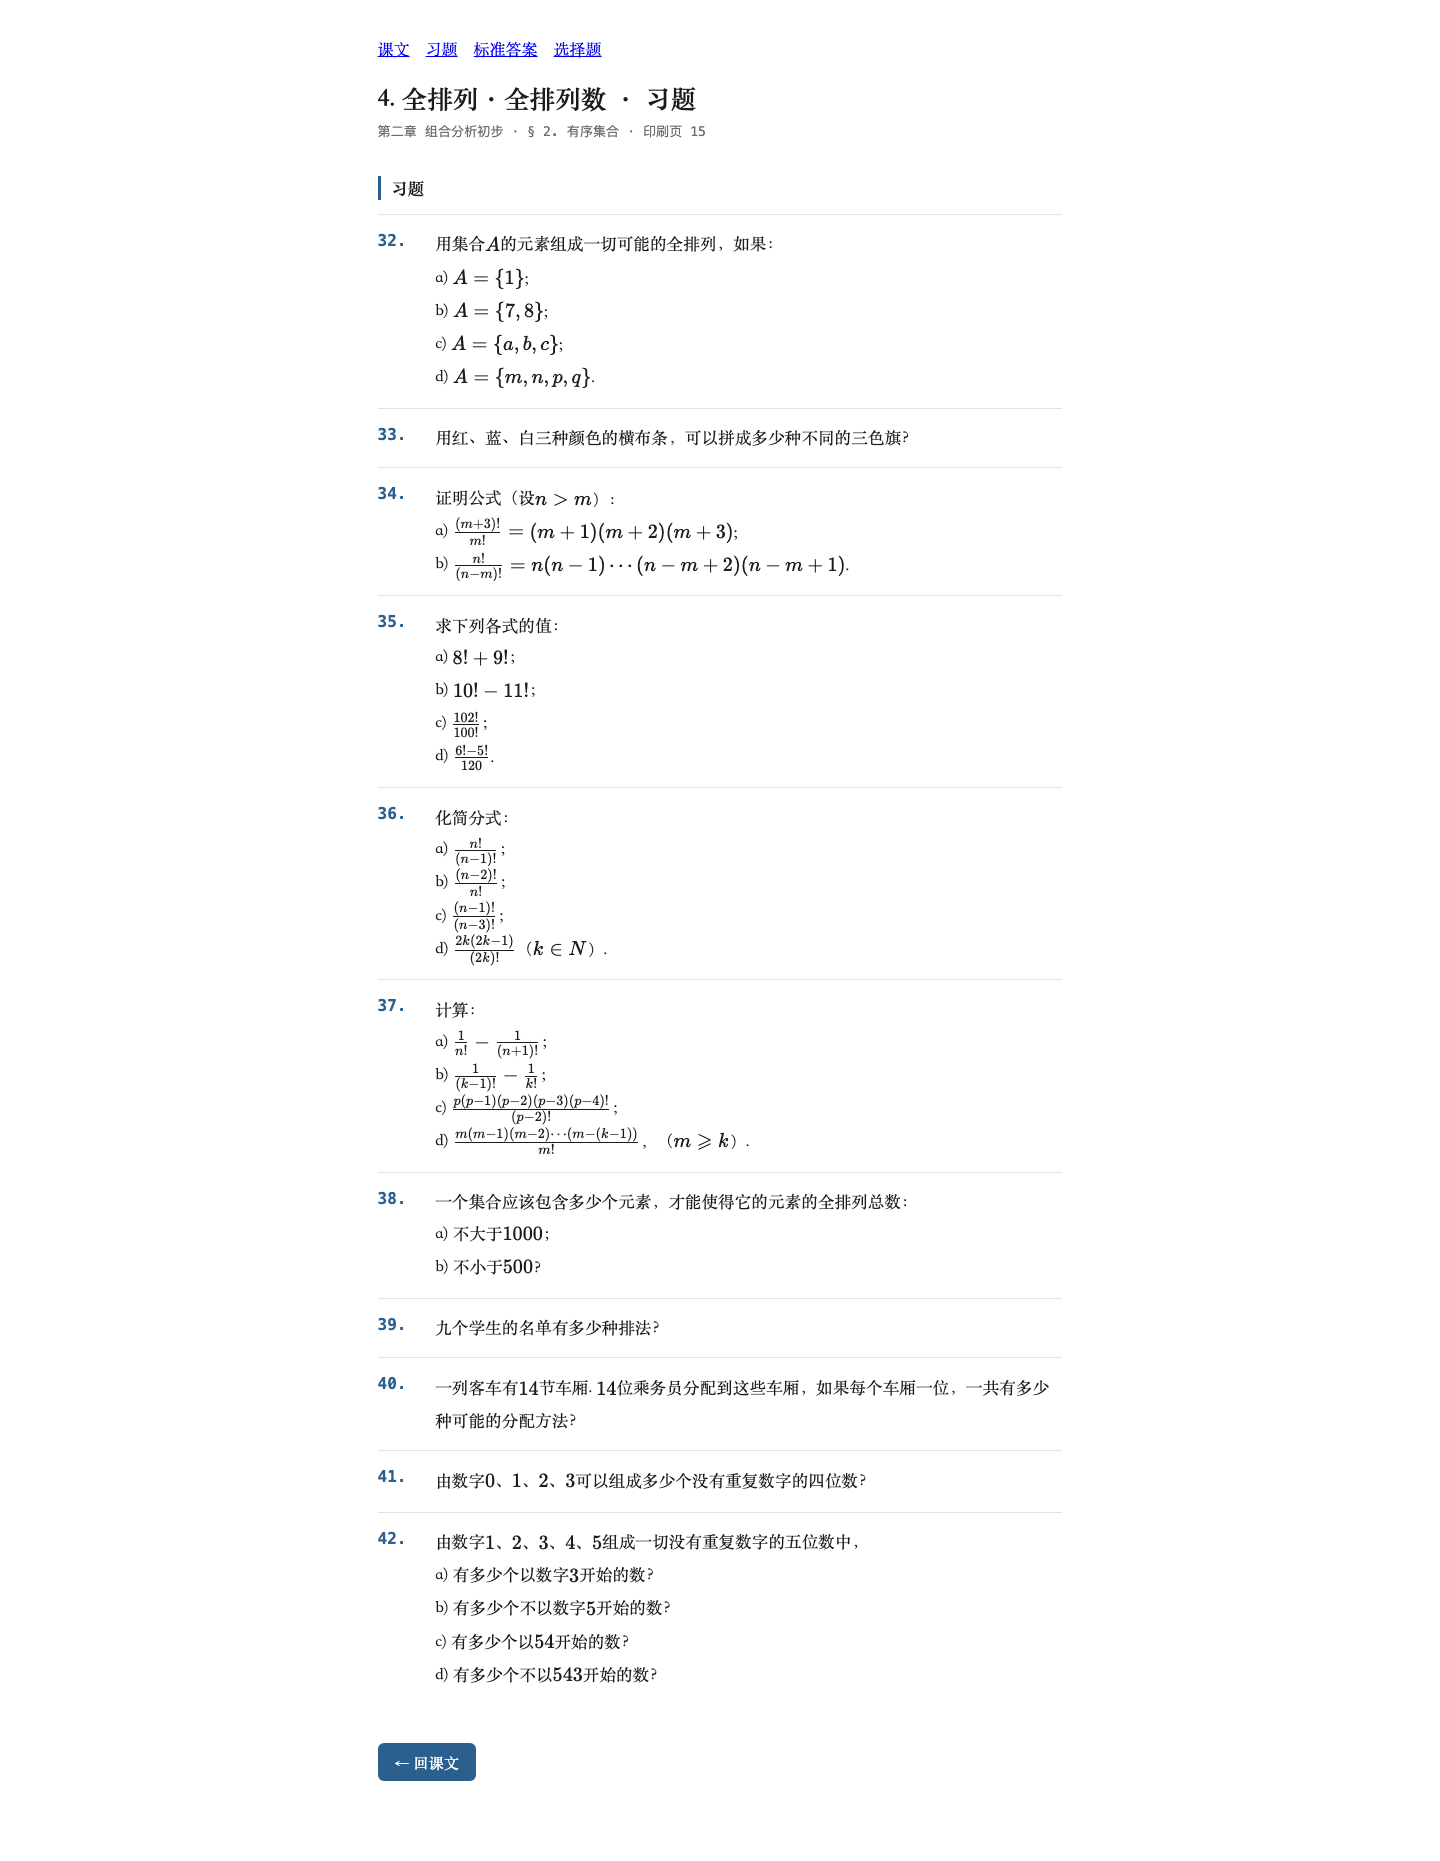 课文 习题 标准答案 选择题
4. 全排列 · 全排列数 · 习题
第二章 组合分析初步 · § 2. 有序集合 · 印刷页 15
习题
32. 用集合A的元素组成一切可能的全排列，如果：
a) A = {1};
b) A = {7, 8};
c) A = {a, b, c};
d) A = {m, n, p, q}.
33. 用红、蓝、白三种颜色的横布条，可以拼成多少种不同的三色旗?
34. 证明公式（设n > m）:
a) (m+3)!/m! = (m + 1)(m + 2)(m + 3);
b) n!/(n−m)! = n(n − 1)⋯(n − m + 2)(n − m + 1).
35. 求下列各式的值：
a) 8! + 9!;
b) 10! − 11!;
c) 102!/100!;
d) (6!−5!)/120.
36. 化简分式：
a) n!/(n−1)!;
b) (n−2)!/n!;
c) (n−1)!/(n−3)!;
d) 2k(2k−1)/(2k)!（k ∈ N）.
37. 计算：
a) 1/n! − 1/(n+1)!;
b) 1/(k−1)! − 1/k!;
c) p(p−1)(p−2)(p−3)(p−4)!/(p−2)!;
d) m(m−1)(m−2)⋯(m−(k−1))/m!，（m ⩾ k）.
38. 一个集合应该包含多少个元素，才能使得它的元素的全排列总数：
a) 不大于1000;
b) 不小于500?
39. 九个学生的名单有多少种排法?
40. 一列客车有14节车厢. 14位乘务员分配到这些车厢，如果每个车厢一位，一共有多少
种可能的分配方法?
41. 由数字0、1、2、3可以组成多少个没有重复数字的四位数?
42. 由数字1、2、3、4、5组成一切没有重复数字的五位数中，
a) 有多少个以数字3开始的数?
b) 有多少个不以数字5开始的数?
c) 有多少个以54开始的数?
d) 有多少个不以543开始的数?
← 回课文